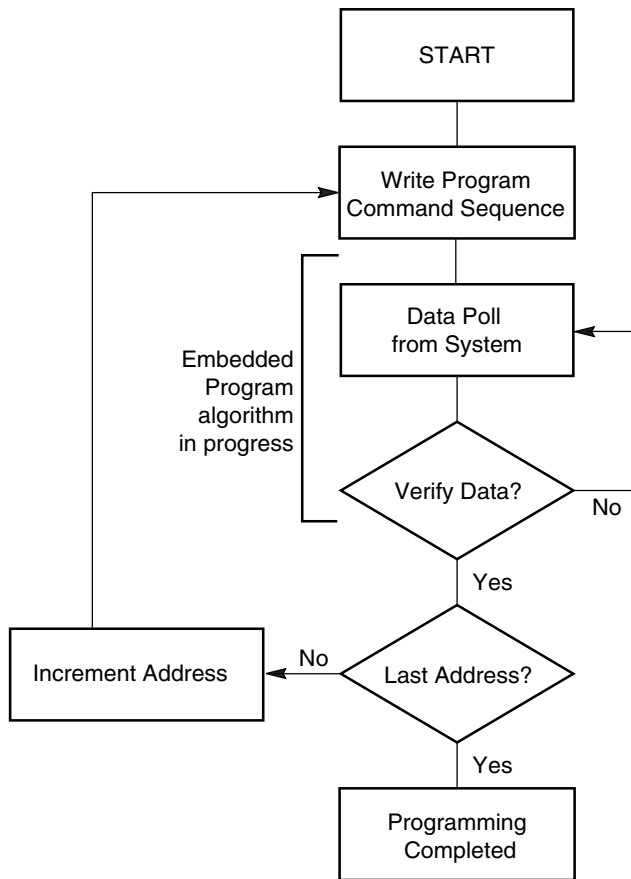 START
Write Program
Command Sequence
Data Poll
from System
Embedded
Program
algorithm
in progress
Verify Data?
No
Yes
Increment Address
No
Last Address?
Yes
Programming
Completed